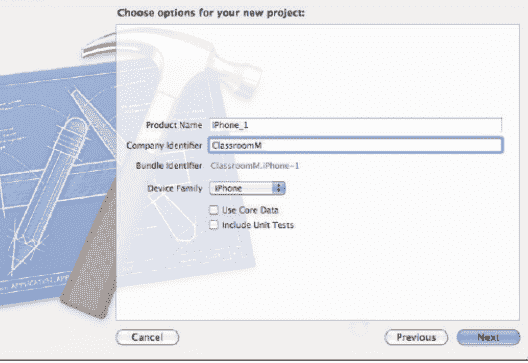 Choose options for your new project:
Product Name IPhone_1
Company Identifier ClassroomM
Bundle Identifier ClassroomM.IPhone-1
Device Family iPhone
Use Core Data
Include Unit Tests
Cancel Previous Next